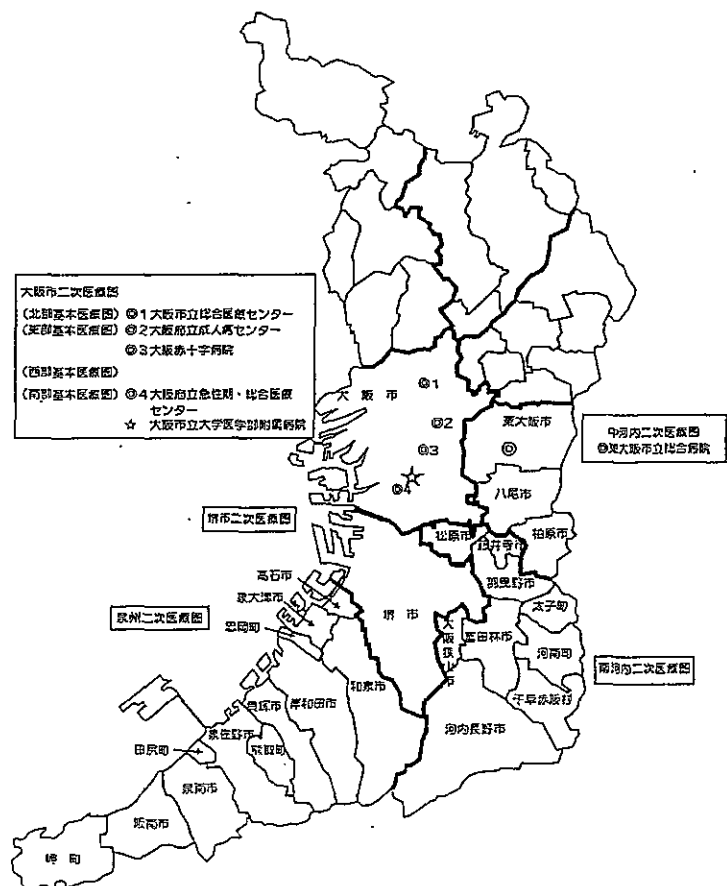 大阪市二次医療圏
(北部基本医療圏) ◎1大阪市立総合医療センター
(東部基本医療圏) ◎2大阪府立成人病センター
◎3大阪赤十字病院
(西部基本医療圏)
(南部基本医療圏) ◎4大阪府立急性期・総合医療
センター
☆ 大阪市立大学医学部附属病院
大阪市
◎1
◎2
◎3
☆
◎4
東大阪市
◎
中河内二次医療圏
◎東大阪市立総合病院
八尾市
堺市二次医療圏
松原市
藤井寺市
柏原市
羽曳野市
高石市
泉大津市
忠岡町
泉州二次医療圏
堺市
大阪狭山市
富田林市
太子町
河南町
千早赤阪村
南河内二次医療圏
和泉市
岸和田市
貝塚市
河内長野市
泉佐野市
熊取町
田尻町
泉南市
阪南市
岬町